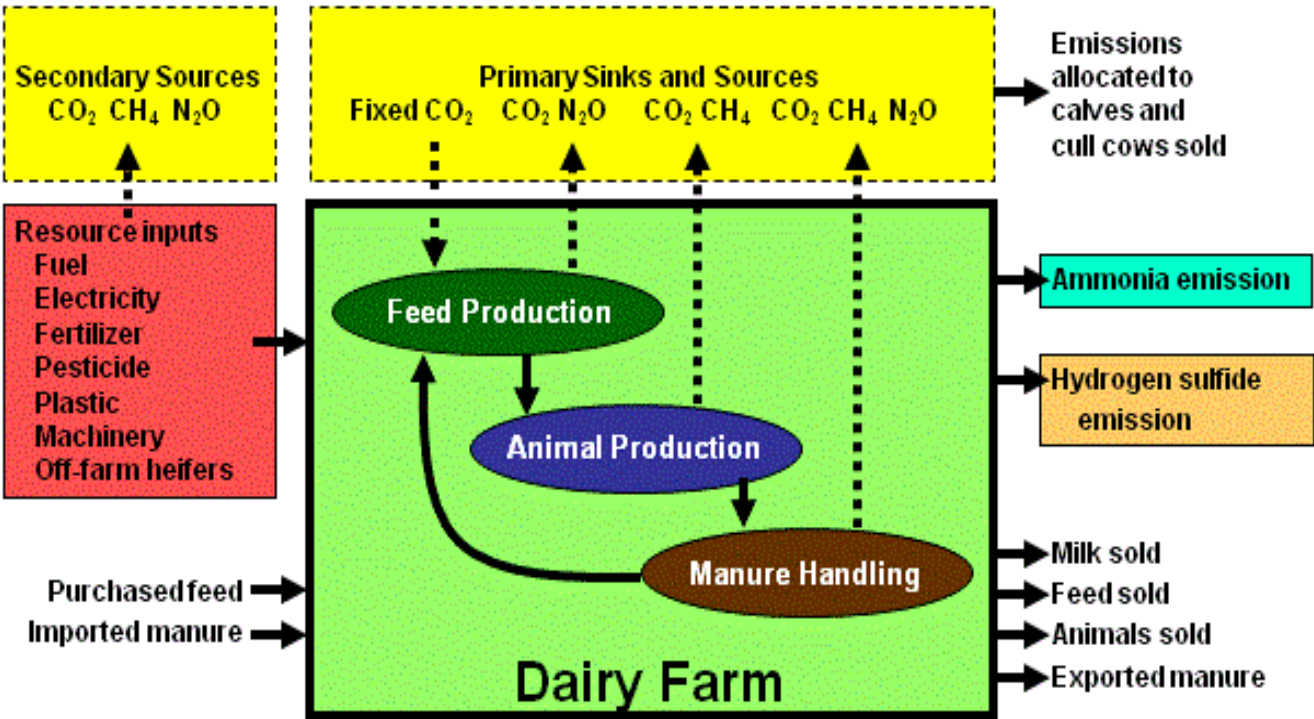 Secondary Sources
CO₂ CH₄ N₂O
Primary Sinks and Sources
Fixed CO₂ CO₂ N₂O CO₂ CH₄ CO₂ CH₄ N₂O
Emissions
allocated to
calves and
cull cows sold
Resource inputs
Fuel
Electricity
Fertilizer
Pesticide
Plastic
Machinery
Off-farm heifers
Purchased feed
Imported manure
Feed Production
Animal Production
Manure Handling
Dairy Farm
Ammonia emission
Hydrogen sulfide
emission
Milk sold
Feed sold
Animals sold
Exported manure